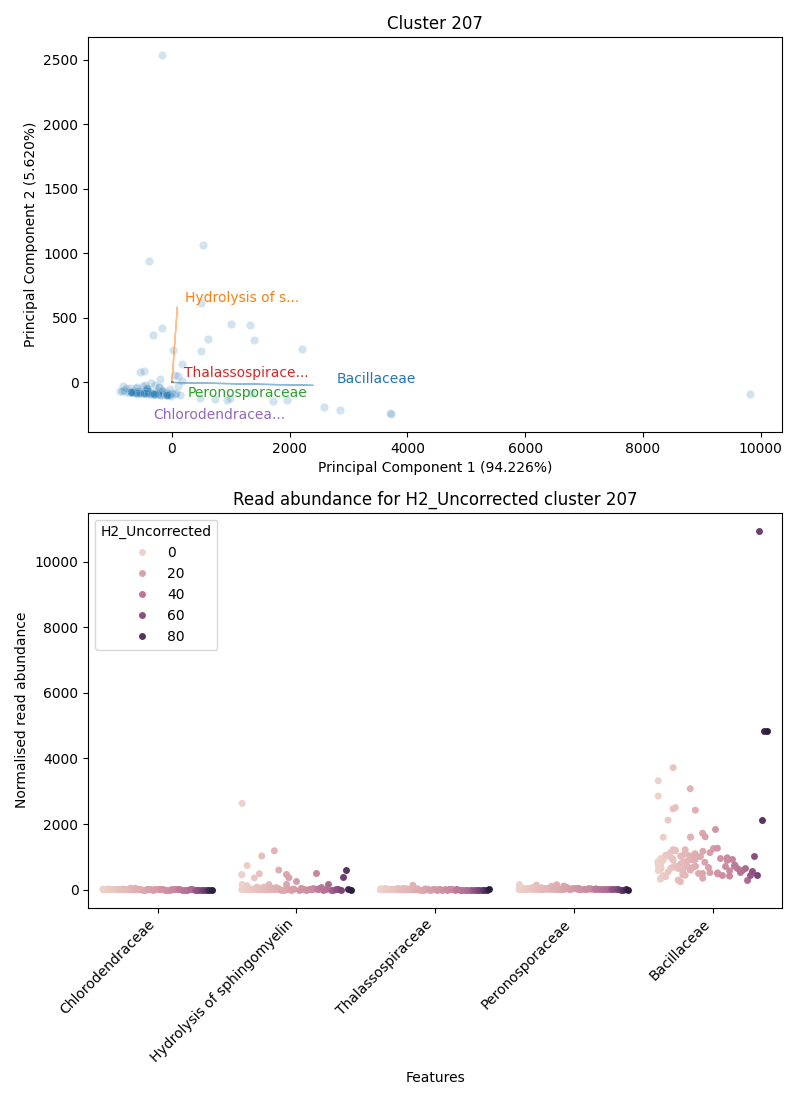 Cluster 207
2500
2000
1500
1000
500
0
Principal Component 2 (5.620%)
Hydrolysis of s...
Thalassospirace...
Bacillaceae
Peronosporaceae
Chlorodendracea...
0
2000
4000
6000
8000
10000
Principal Component 1 (94.226%)
Read abundance for H2_Uncorrected cluster 207
H2_Uncorrected
0
20
40
60
80
10000
8000
6000
4000
2000
0
Normalised read abundance
Chlorodendraceae
Hydrolysis of sphingomyelin
Thalassospiraceae
Peronosporaceae
Bacillaceae
Features